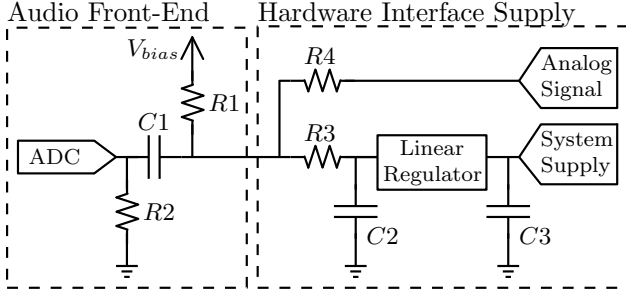 Audio Front-End
Hardware Interface Supply
V_bias
R4
Analog
Signal
R1
C1
R3
ADC
Linear
Regulator
System
Supply
R2
C2
C3